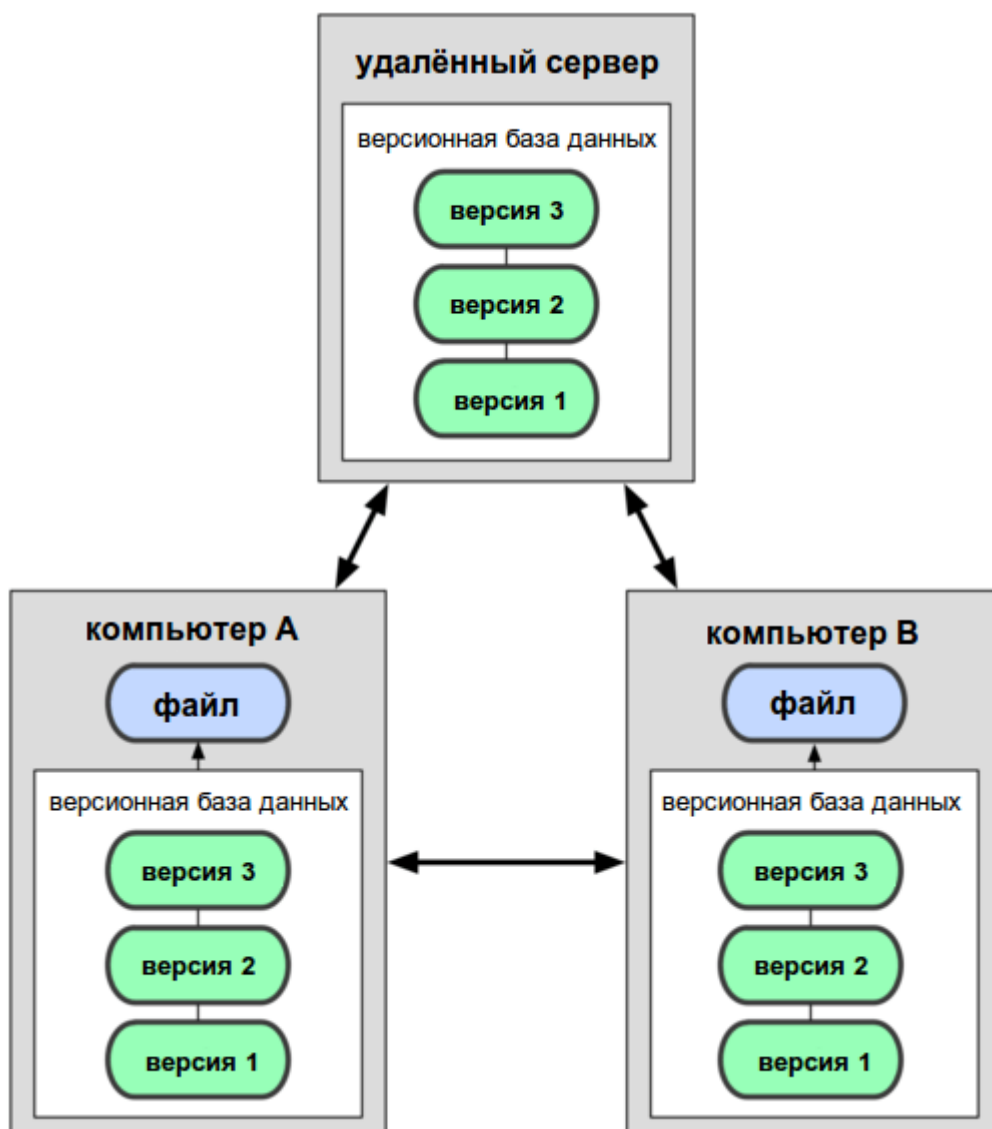 удалённый сервер
версионная база данных
версия 3
версия 2
версия 1
компьютер А
файл
версионная база данных
версия 3
версия 2
версия 1
компьютер В
файл
версионная база данных
версия 3
версия 2
версия 1